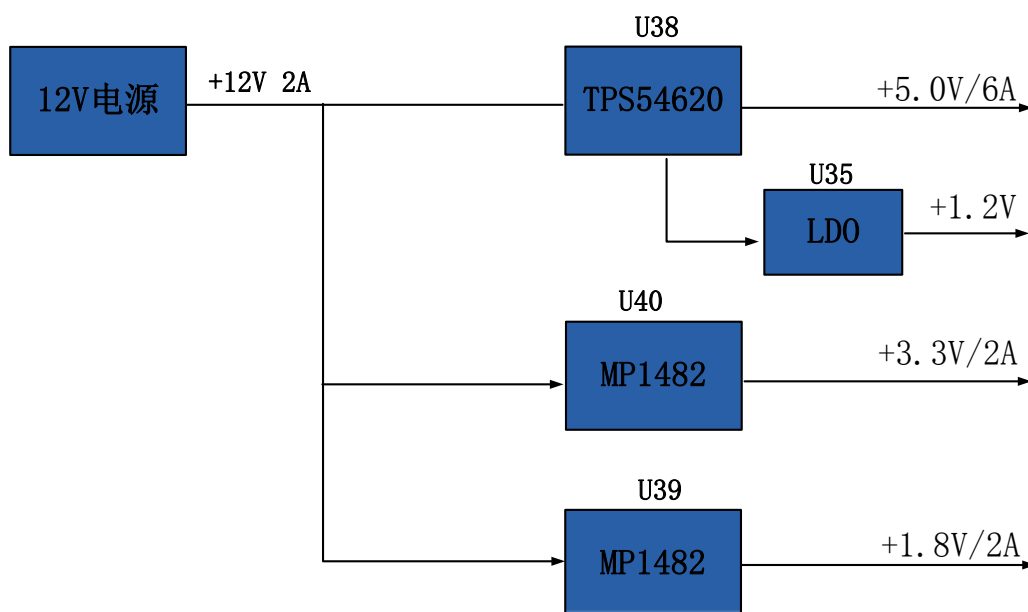 U38
12V电源
+12V 2A
TPS54620
+5.0V/6A
U35
LDO
+1.2V
U40
MP1482
+3.3V/2A
U39
MP1482
+1.8V/2A